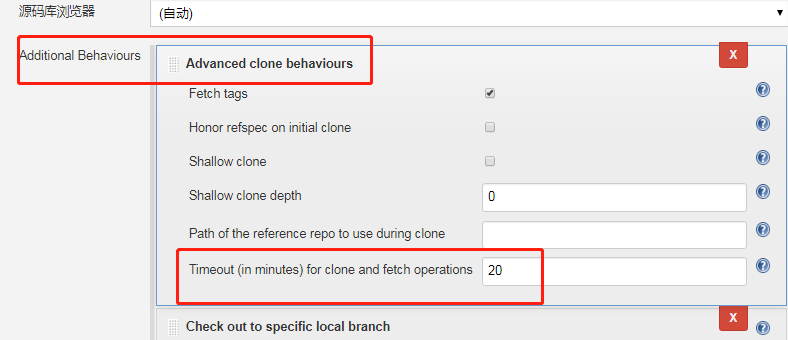 源码库浏览器
(自动)
Additional Behaviours
Advanced clone behaviours
X
Fetch tags
Honor refspec on initial clone
Shallow clone
Shallow clone depth
0
Path of the reference repo to use during clone
Timeout (in minutes) for clone and fetch operations
20
Check out to specific local branch
X